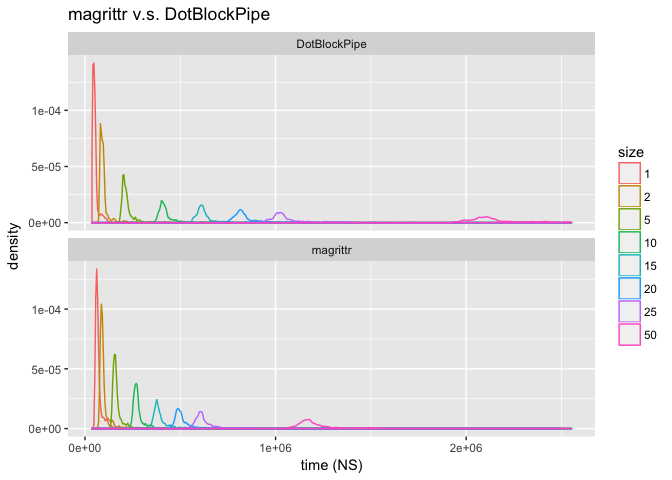 magrittr v.s. DotBlockPipe
DotBlockPipe
1e-04
5e-05
0e+00
magrittr
1e-04
5e-05
0e+00
0e+00 1e+06 2e+06
time (NS)
density
size
1
2
5
10
15
20
25
50